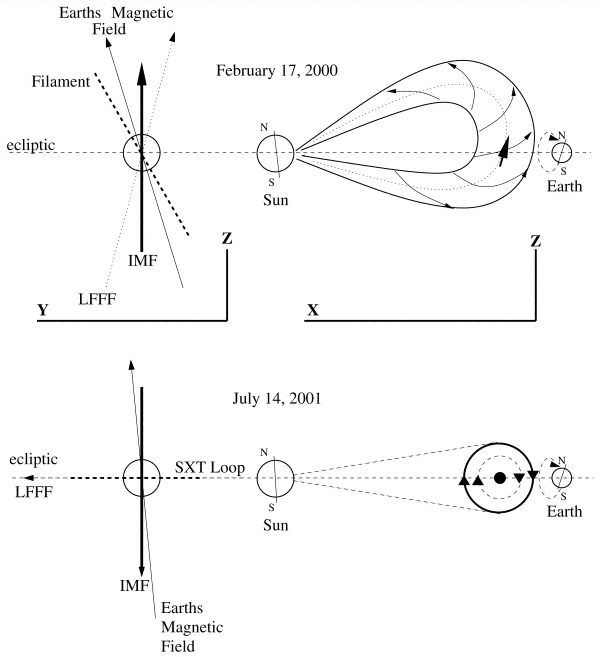 Earths Magnetic
Field
February 17, 2000
Filament
ecliptic
N
S
Sun
N
S
Earth
IMF
LFFF
Z
Y
Z
X
July 14, 2001
ecliptic
LFFF
SXT Loop
N
S
Sun
N
S
Earth
IMF
Earths
Magnetic
Field